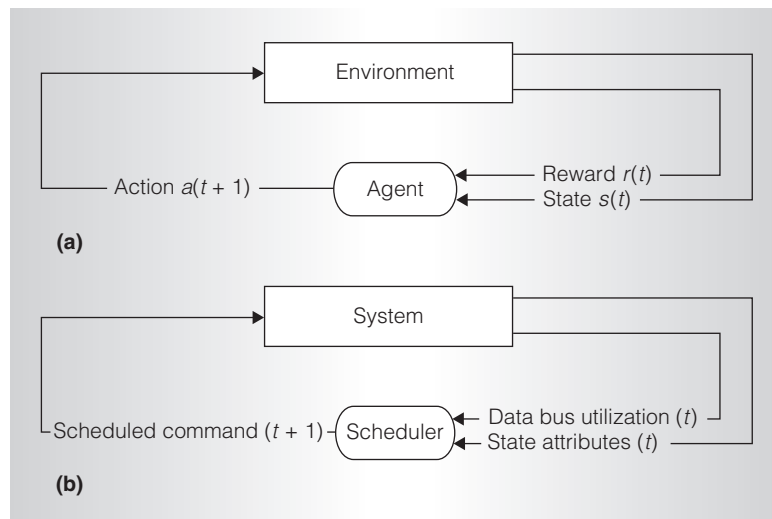 Environment
Action a(t + 1)
Agent
Reward r(t)
State s(t)
(a)
System
Scheduled command (t + 1)
Scheduler
Data bus utilization (t)
State attributes (t)
(b)